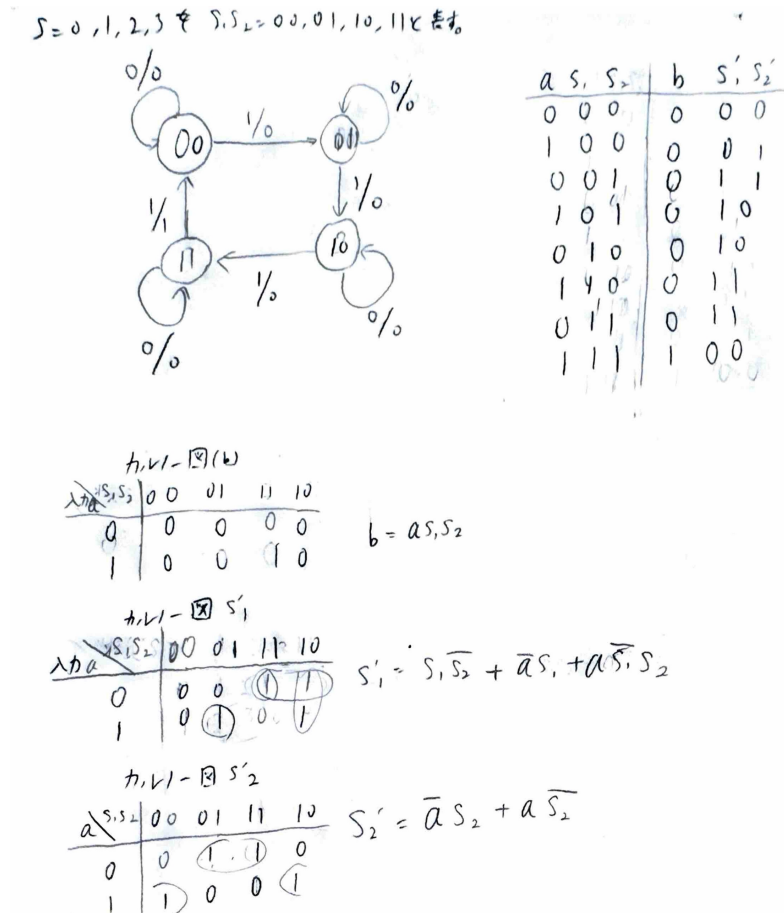 S=0,1,2,3を S₁S₂=00,01,10,11と表す。
0/0
00
1/0
01
0/0
1/0
10
0/0
1/0
11
0/0
1/1
a S₁ S₂ b S₁' S₂'
0 0 0 0 0 0
1 0 0 0 0 1
0 0 1 0 1 1
1 0 1 0 1 0
0 1 0 0 1 0
1 1 0 0 1 1
0 1 1 0 1 1
1 1 1 1 0 0
カルノー図(b)
入力a S₁S₂ 00 01 11 10
0 0 0 0 0
1 0 0 1 0
b = aS₁S₂
カルノー図 S₁'
入力a S₁S₂ 00 01 11 10
0 0 0 1 1
1 0 1 0 1
S₁' = S₁S̅₂ + a̅S₁ + aS̅₁S₂
カルノー図 S₂'
a S₁S₂ 00 01 11 10
0 0 1 1 0
1 1 0 0 1
S₂' = a̅S₂ + aS̅₂